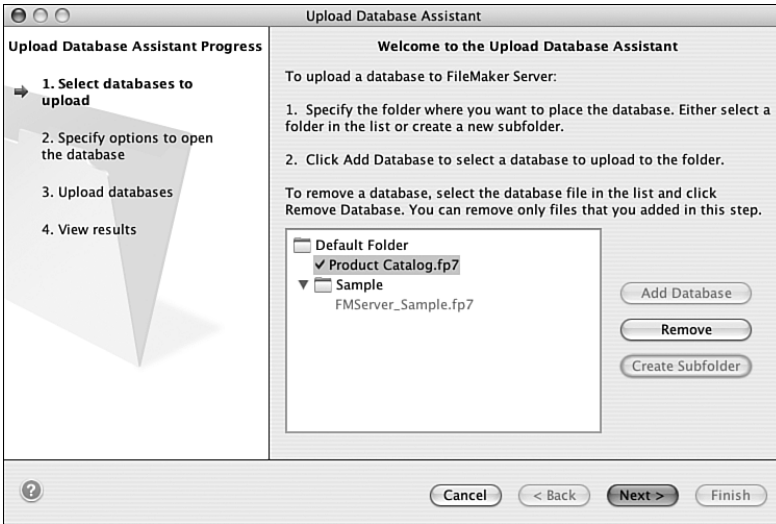 Upload Database Assistant
Upload Database Assistant Progress
1. Select databases to
upload
2. Specify options to open
the database
3. Upload databases
4. View results
Welcome to the Upload Database Assistant
To upload a database to FileMaker Server:
1. Specify the folder where you want to place the database. Either select a
folder in the list or create a new subfolder.
2. Click Add Database to select a database to upload to the folder.
To remove a database, select the database file in the list and click
Remove Database. You can remove only files that you added in this step.
Default Folder
✓ Product Catalog.fp7
Sample
FMServer_Sample.fp7
Add Database
Remove
Create Subfolder
?
Cancel
< Back
Next >
Finish